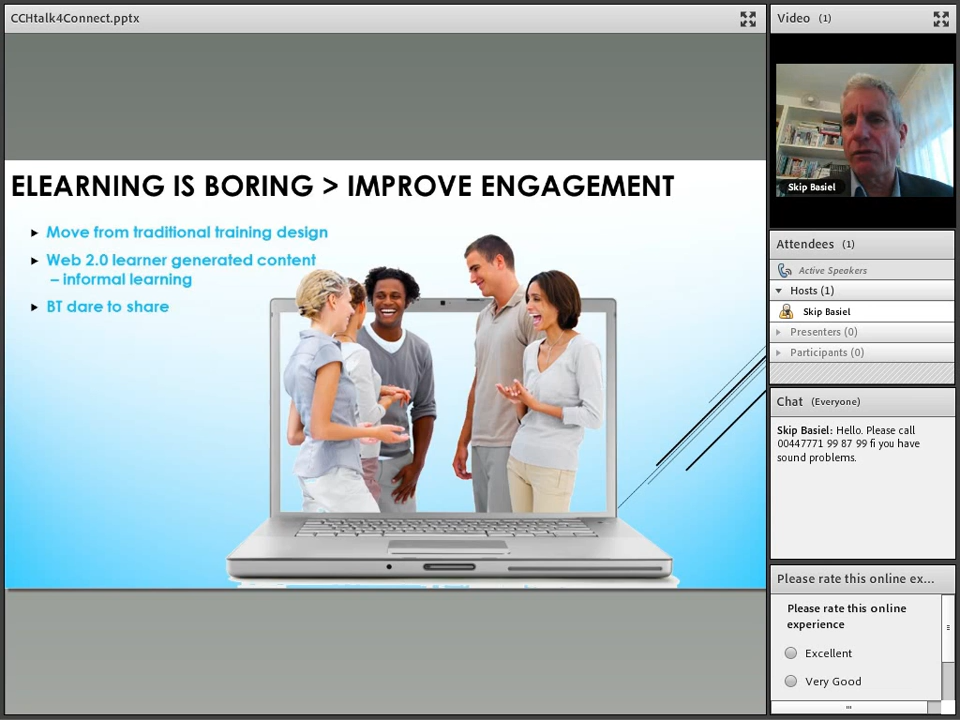 CCHtalk4Connect.pptx
ELEARNING IS BORING > IMPROVE ENGAGEMENT
Move from traditional training design
Web 2.0 learner generated content
– informal learning
BT dare to share
Video (1)
Skip Basiel
Attendees (1)
Active Speakers
Hosts (1)
Skip Basiel
Presenters (0)
Participants (0)
Chat (Everyone)
Skip Basiel: Hello. Please call
00447771 99 87 99 fi you have
sound problems.
Please rate this online ex...
Please rate this online
experience
Excellent
Very Good